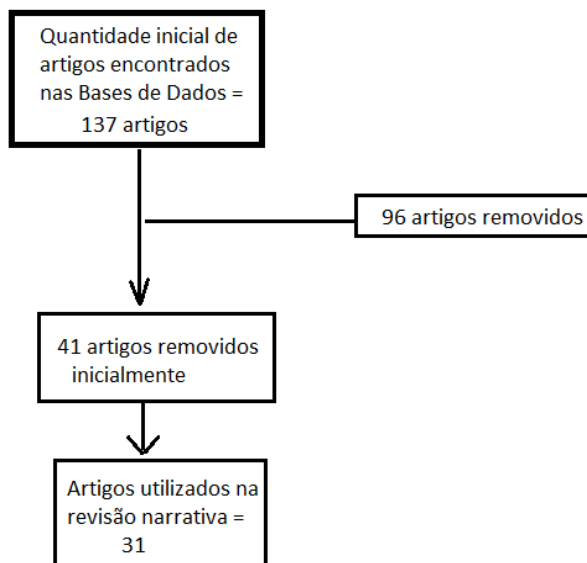 Quantidade inicial de
artigos encontrados
nas Bases de Dados =
137 artigos
96 artigos removidos
41 artigos removidos
inicialmente
Artigos utilizados na
revisão narrativa =
31